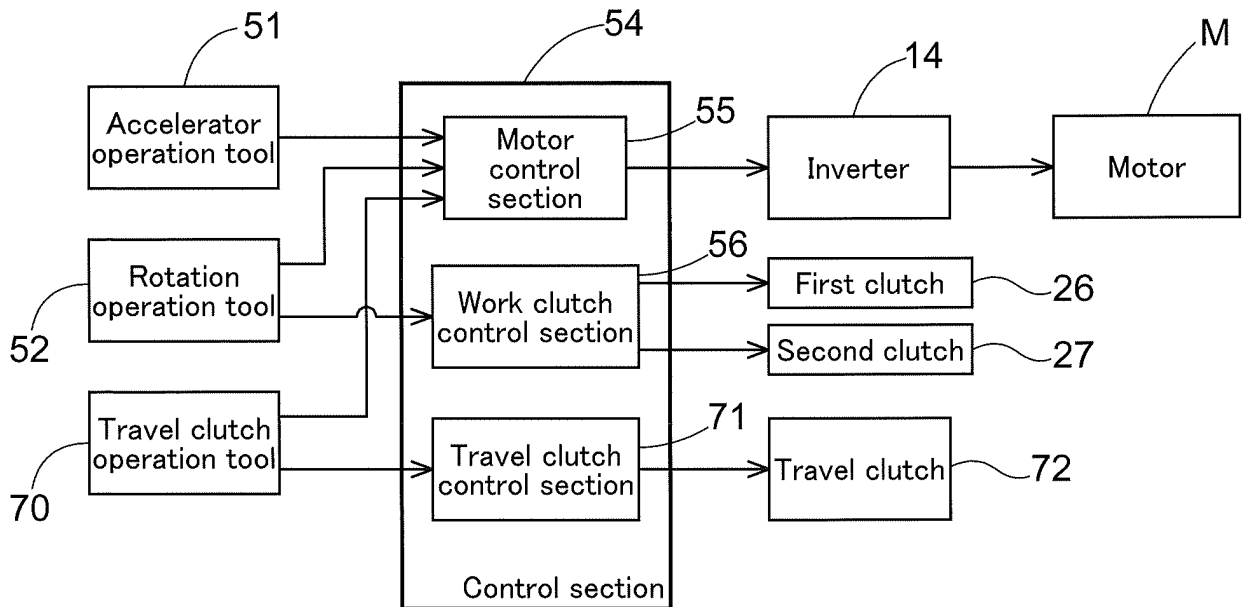 51
54
14
M
Accelerator
operation tool
Motor
control
section
55
Inverter
Motor
Rotation
operation tool
52
Work clutch
control section
56
First clutch
26
Second clutch
27
Travel clutch
operation tool
70
Travel clutch
control section
71
Travel clutch
72
Control section